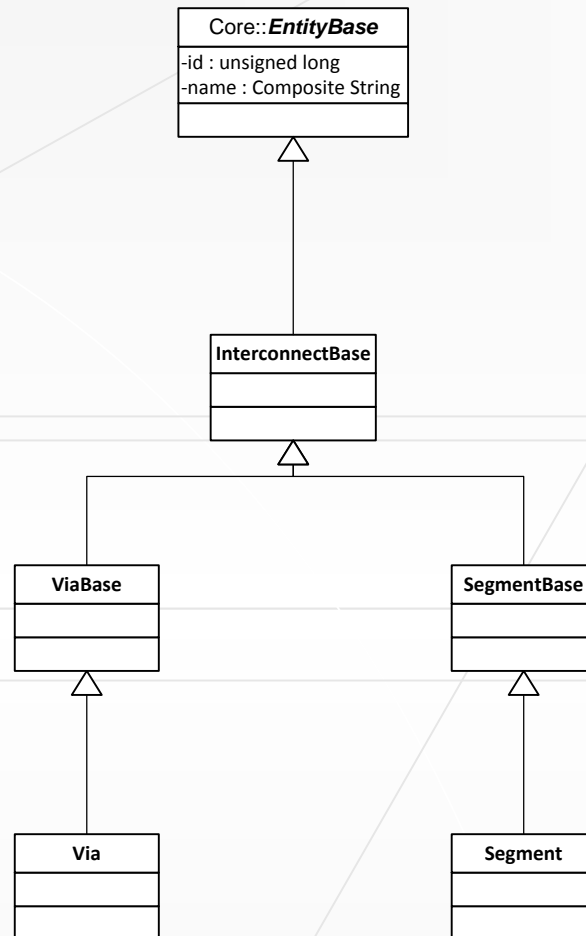 Core::EntityBase
-id : unsigned long
-name : Composite String
InterconnectBase
ViaBase
SegmentBase
Via
Segment